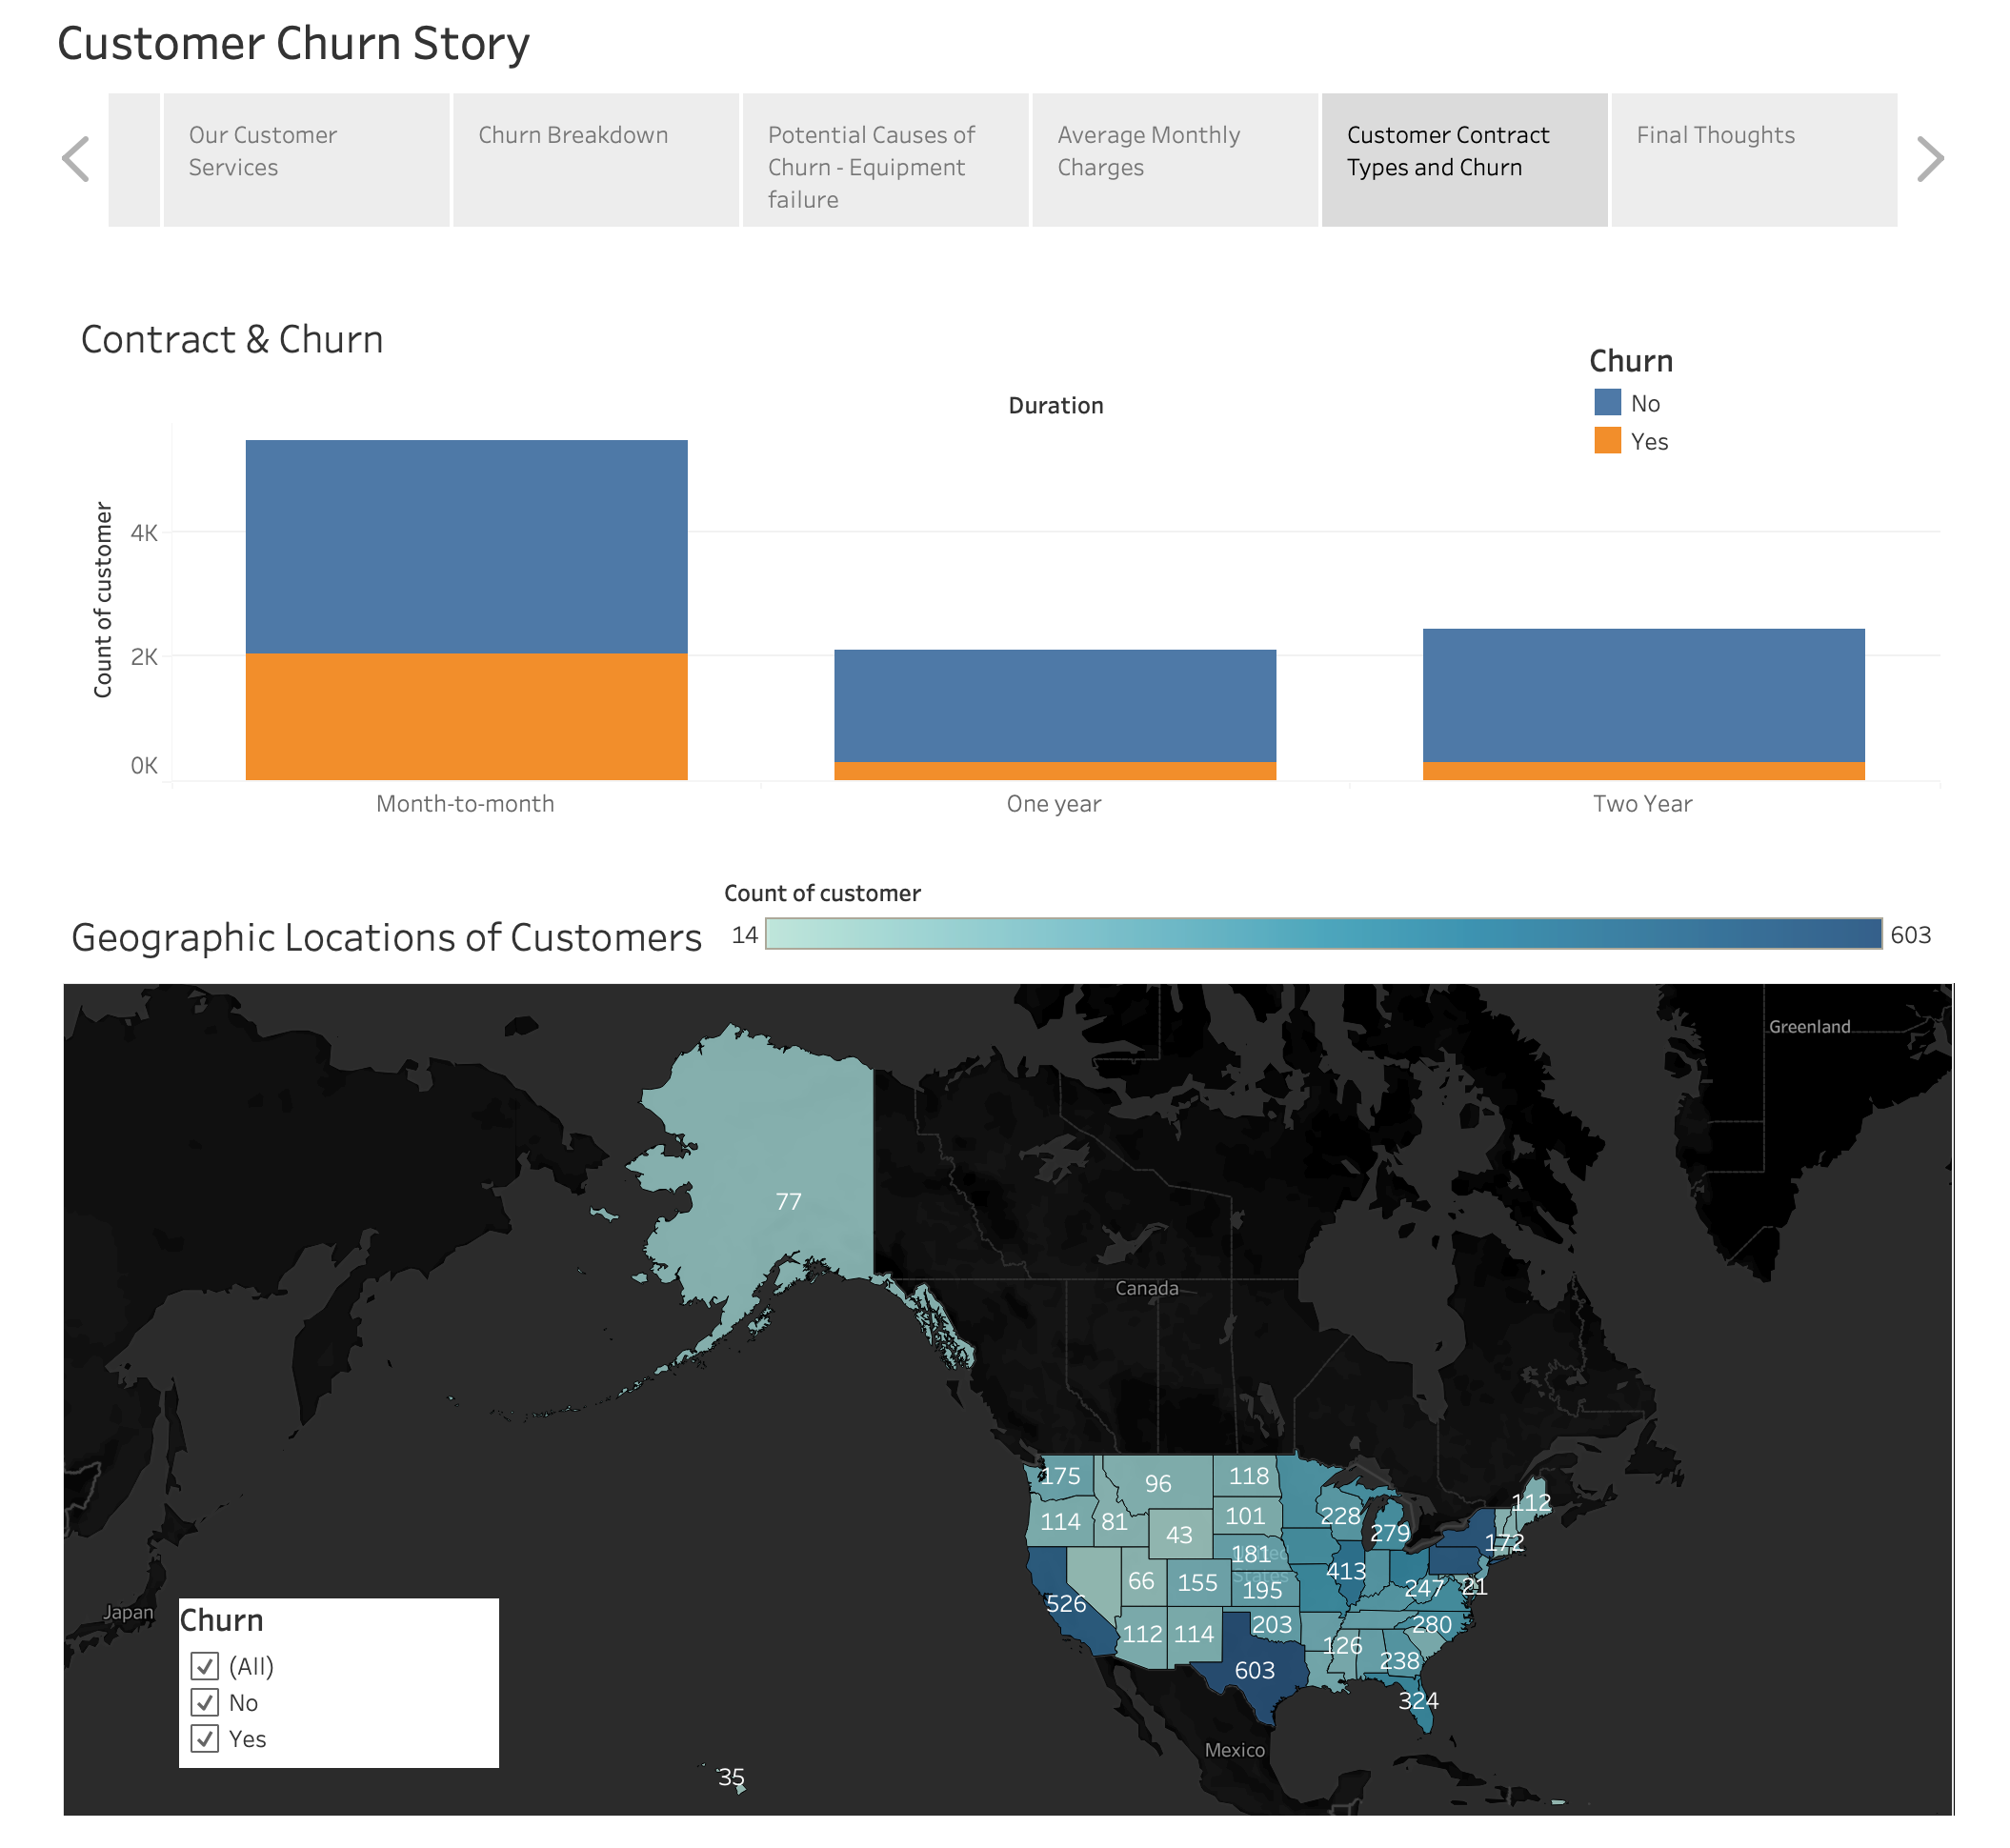 Customer Churn Story
Our Customer
Services
Churn Breakdown
Potential Causes of
Churn - Equipment
failure
Average Monthly
Charges
Customer Contract
Types and Churn
Final Thoughts
Contract & Churn
Churn
No
Yes
Duration
Count of customer
4K
2K
0K
Month-to-month
One year
Two Year
Count of customer
Geographic Locations of Customers
14
603
Greenland
77
Canada
175
96
118
112
114
81
43
101
228
279
172
181
66
155
195
413
247
21
States
526
112
114
203
280
126
238
603
324
Japan
Mexico
35
Churn
(All)
No
Yes